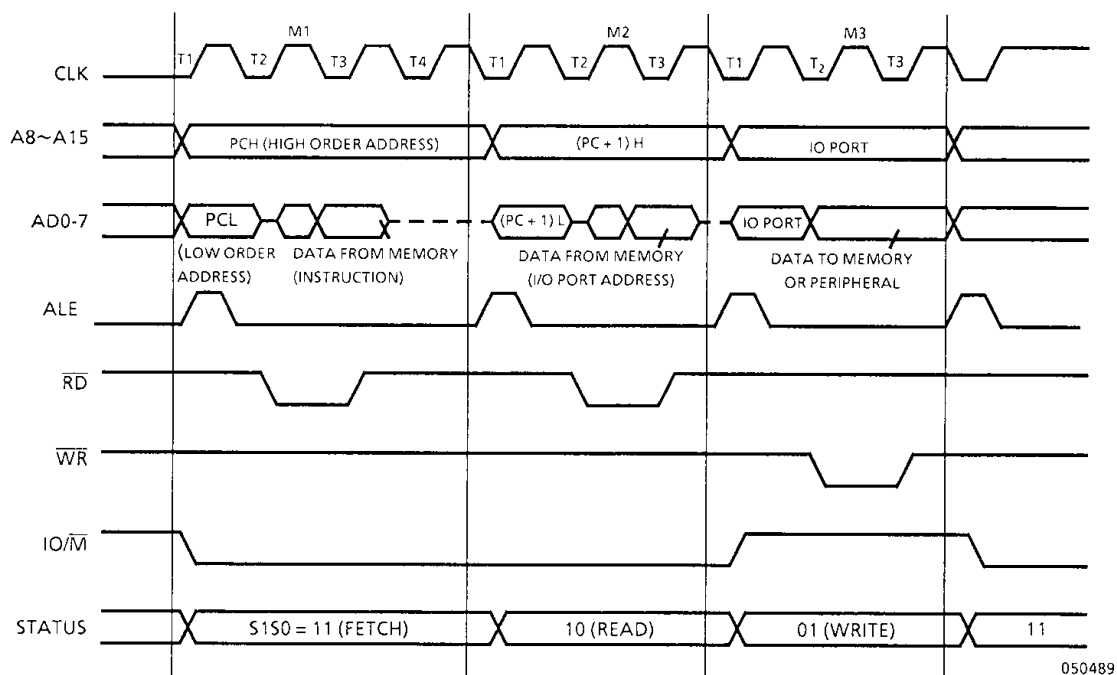 M1 M2 M3
CLK T1 T2 T3 T4 T1 T2 T3 T1 T2 T3
A8~A15 PCH (HIGH ORDER ADDRESS) (PC + 1) H IO PORT
AD0-7 PCL (PC + 1) L IO PORT
(LOW ORDER ADDRESS)
DATA FROM MEMORY
(INSTRUCTION)
DATA FROM MEMORY
(I/O PORT ADDRESS)
DATA TO MEMORY
OR PERIPHERAL
ALE
RD
WR
IO/M
STATUS S1S0 = 11 (FETCH) 10 (READ) 01 (WRITE) 11
050489